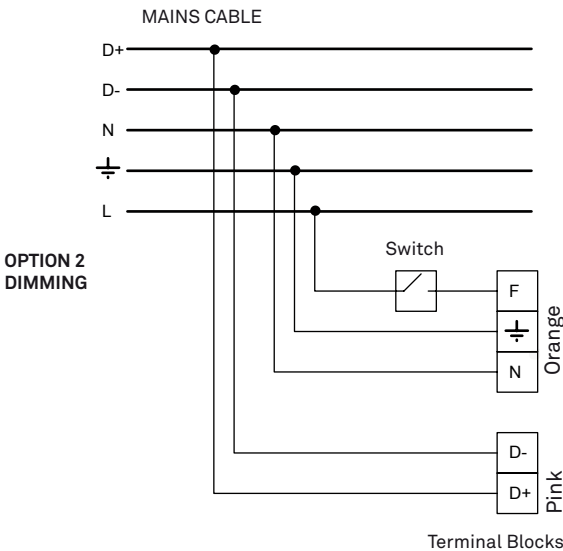 MAINS CABLE
D+
D-
N
L
OPTION 2
DIMMING
Switch
F
N
Orange
D-
D+
Pink
Terminal Blocks